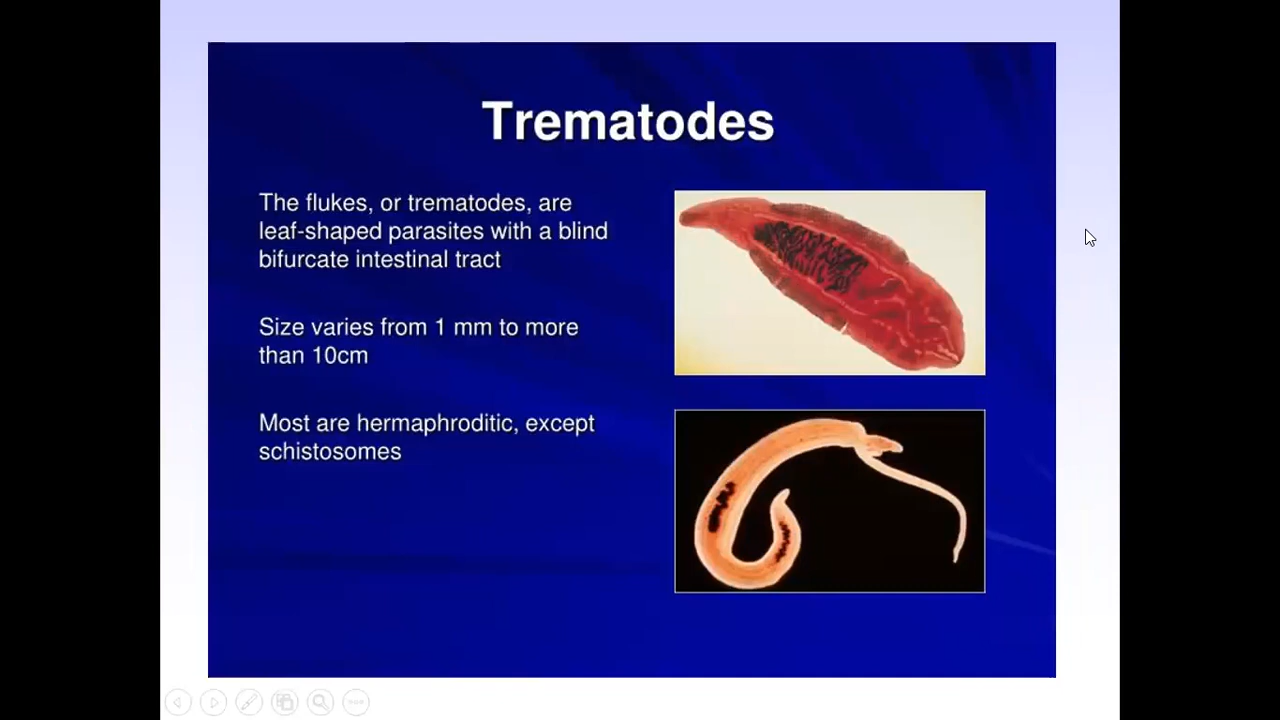 Trematodes
The flukes, or trematodes, are
leaf-shaped parasites with a blind
bifurcate intestinal tract
Size varies from 1 mm to more
than 10cm
Most are hermaphroditic, except
schistosomes